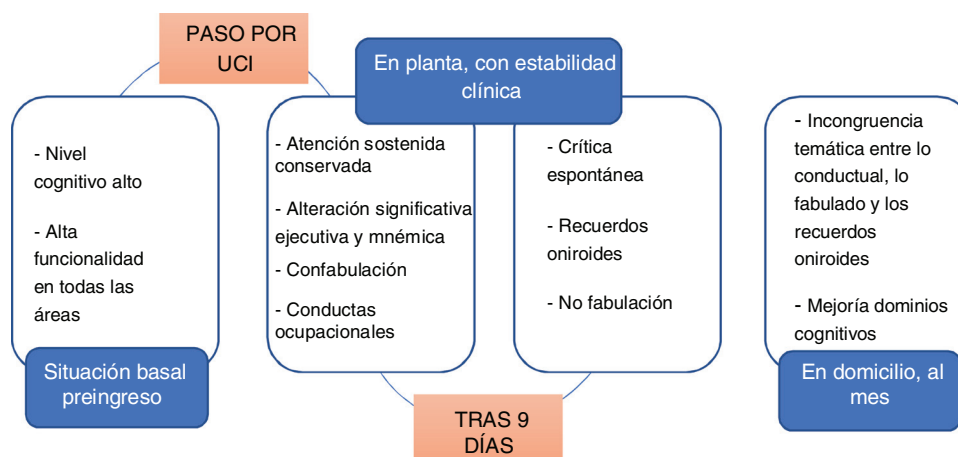 PASO POR
UCI
En planta, con estabilidad
clínica
- Nivel
cognitivo alto
- Alta
funcionalidad
en todas las
áreas
Situación basal
preingreso
- Atención sostenida
conservada
- Alteración significativa
ejecutiva y mnémica
- Confabulación
- Conductas
ocupacionales
- Crítica
espontánea
- Recuerdos
oniroides
- No fabulación
TRAS 9
DÍAS
- Incongruencia
temática entre lo
conductual, lo
fabulado y los
recuerdos
oniroides
- Mejoría dominios
cognitivos
En domicilio, al
mes